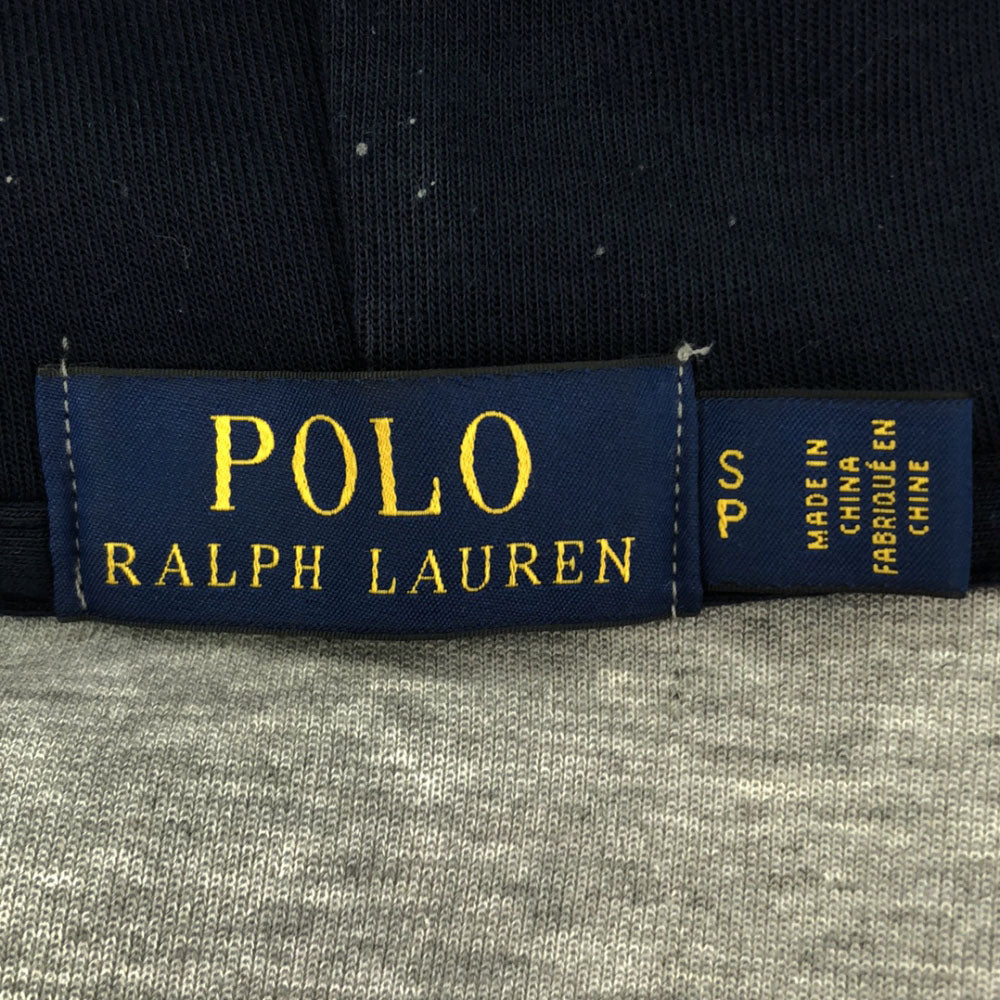 POLO
RALPH LAUREN
S
P
MADE IN
CHINA
FABRIQUÉ EN
CHINE